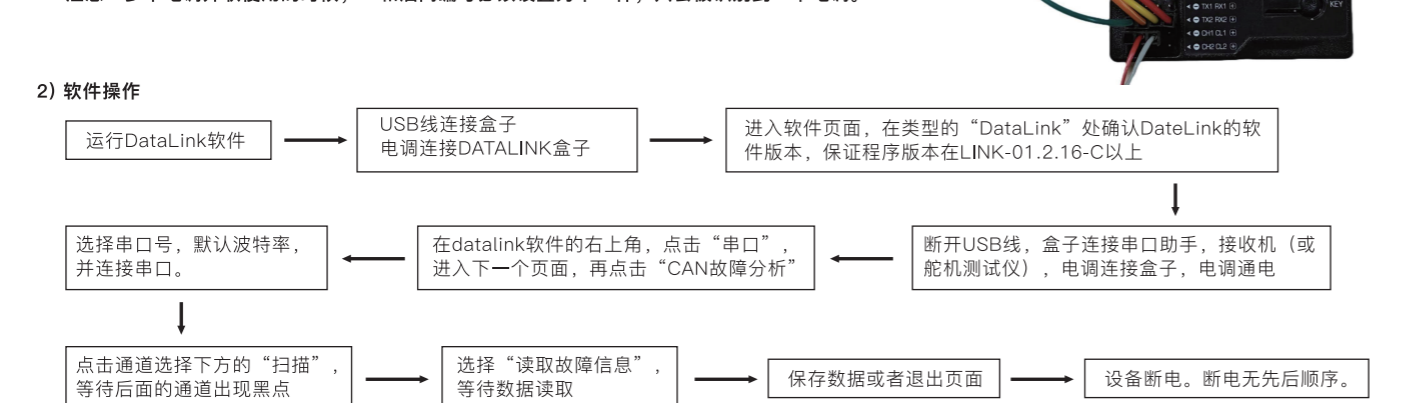 KEY
TX1 RX1
TX2 RX2
CH1 CL1
CH2 CL2
2) 软件操作
运行DataLink软件
USB线连接盒子
电调连接DATALINK盒子
进入软件页面，在类型的“DataLink”处确认DateLink的软
件版本，保证程序版本在LINK-01.2.16-C以上
断开USB线，盒子连接串口助手，接收机（或
舵机测试仪），电调连接盒子，电调通电
在datalink软件的右上角，点击“串口”，
进入下一个页面，再点击“CAN故障分析”
选择串口号，默认波特率，
并连接串口。
点击通道选择下方的“扫描”，
等待后面的通道出现黑点
选择“读取故障信息”，
等待数据读取
保存数据或者退出页面
设备断电。断电无先后顺序。